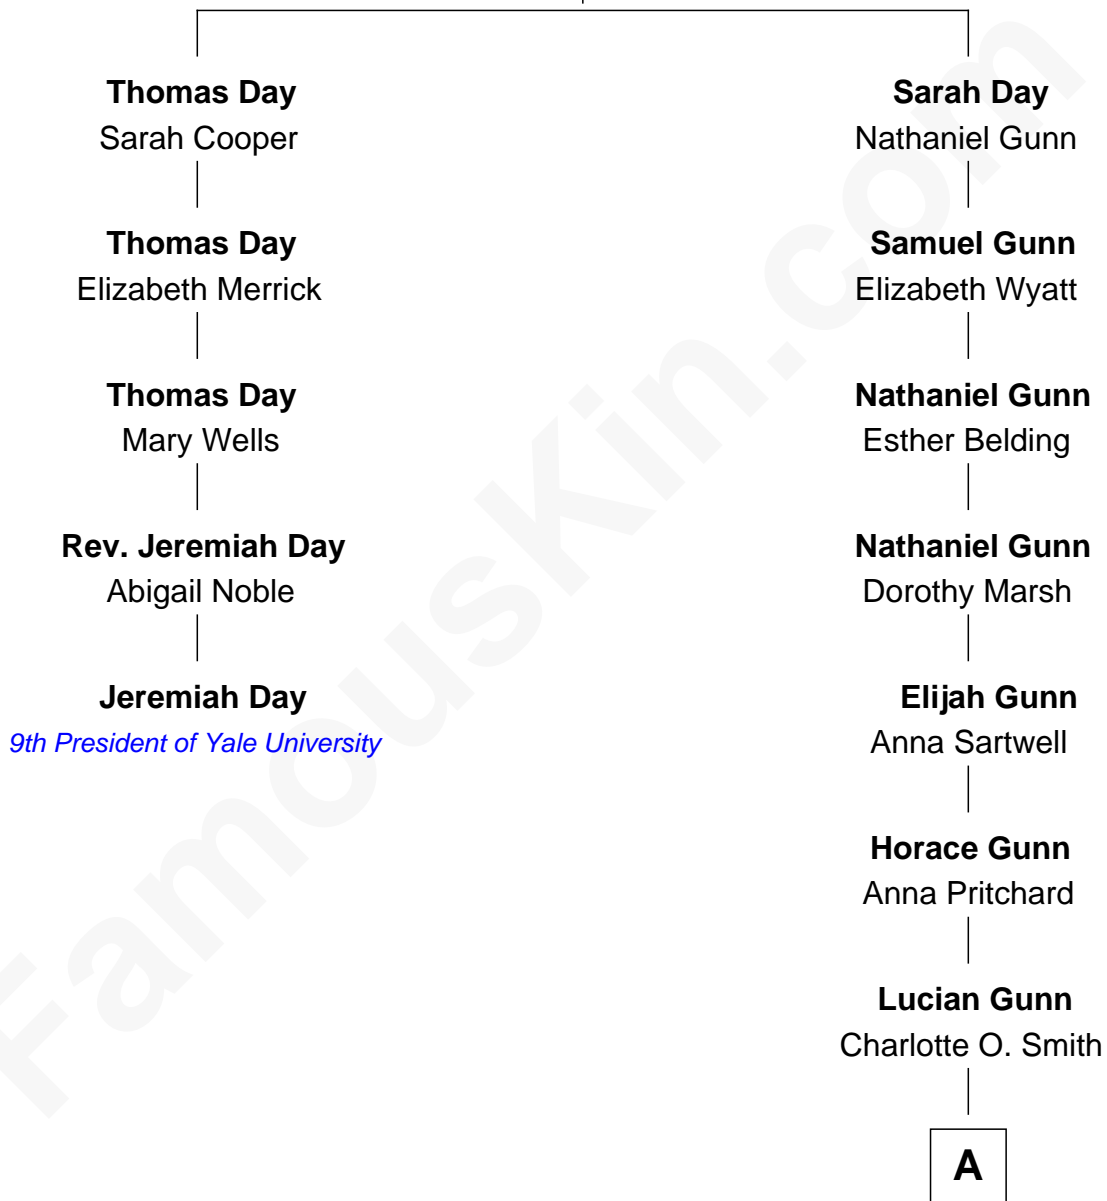 Thomas Day
Sarah Cooper
Thomas Day
Elizabeth Merrick
Thomas Day
Mary Wells
Rev. Jeremiah Day
Abigail Noble
Jeremiah Day
9th President of Yale University
Sarah Day
Nathaniel Gunn
Samuel Gunn
Elizabeth Wyatt
Nathaniel Gunn
Esther Belding
Nathaniel Gunn
Dorothy Marsh
Elijah Gunn
Anna Sartwell
Horace Gunn
Anna Pritchard
Lucian Gunn
Charlotte O. Smith
A
FamousKin.com